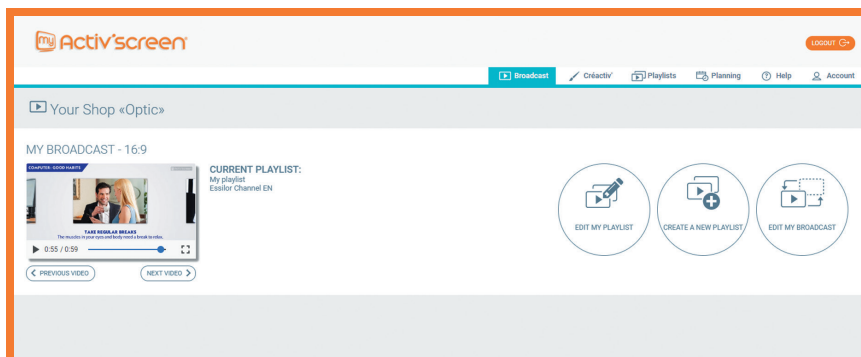 my Activ'screen
LOGOUT
Broadcast Créactiv' Playlists Planning Help Account
Your Shop «Optic»
MY BROADCAST - 16:9
COMPUTER: GOOD HABITS
TAKE REGULAR BREAKS
The muscles in your eyes and body need a break to relax.
0:55 / 0:59
PREVIOUS VIDEO NEXT VIDEO
CURRENT PLAYLIST:
My playlist
Essilor Channel EN
EDIT MY PLAYLIST
CREATE A NEW PLAYLIST
EDIT MY BROADCAST